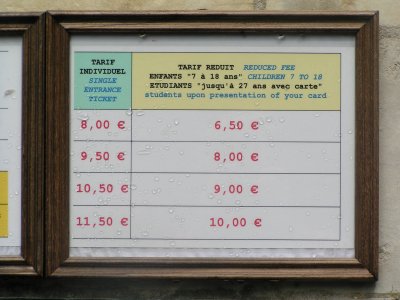 TARIF
INDIVIDUEL
SINGLE
ENTRANCE
TICKET
TARIF REDUIT REDUCED FEE
ENFANTS "7 à 18 ans" CHILDREN 7 TO 18
ETUDIANTS "jusqu'à 27 ans avec carte"
students upon presentation of your card
8,00 € 6,50 €
9,50 € 8,00 €
10,50 € 9,00 €
11,50 € 10,00 €